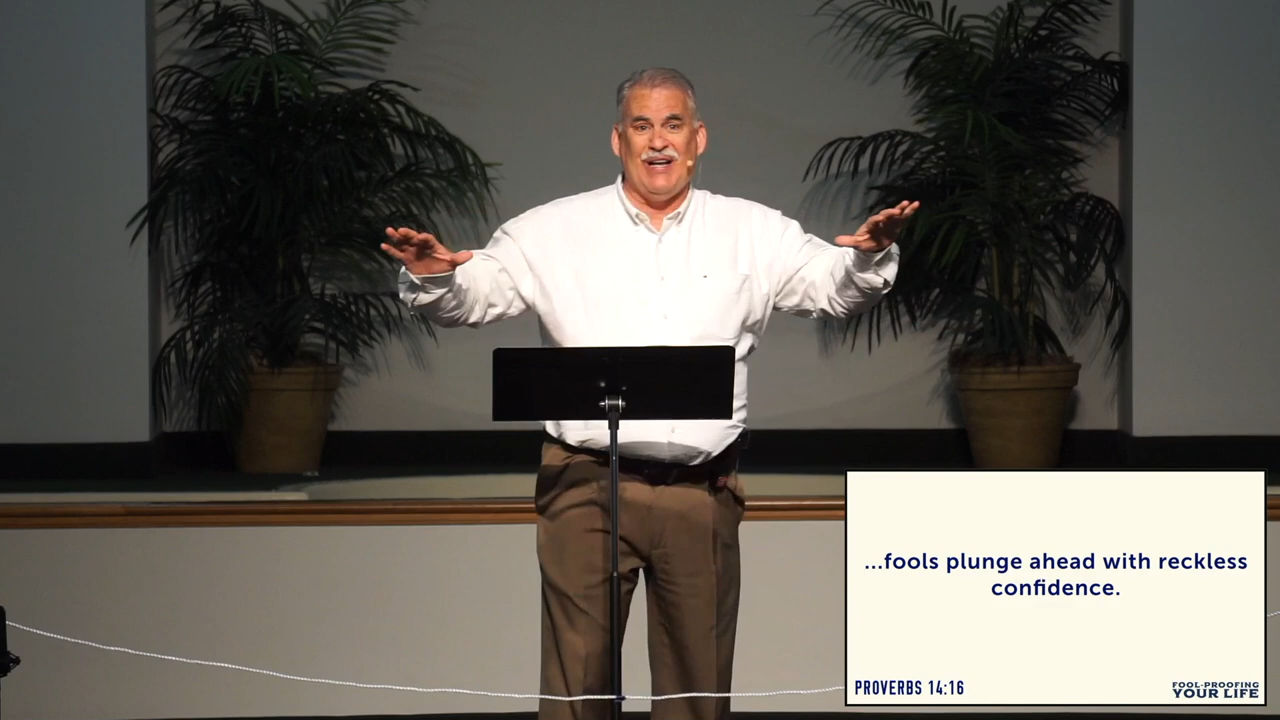 ...fools plunge ahead with reckless
confidence.
PROVERBS 14:16
FOOL-PROOFING
YOUR LIFE